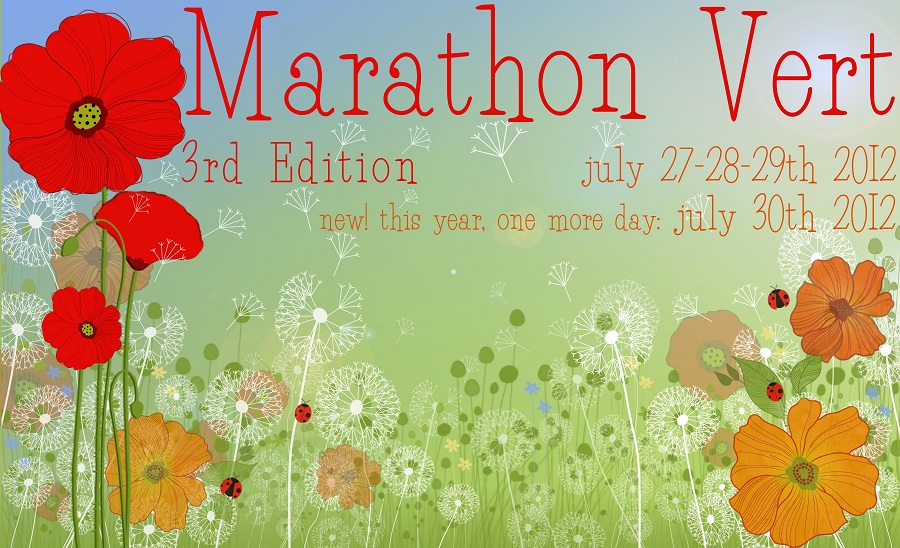 Marathon Vert
3rd Edition july 27-28-29th 2012
new! this year, one more day: july 30th 2012